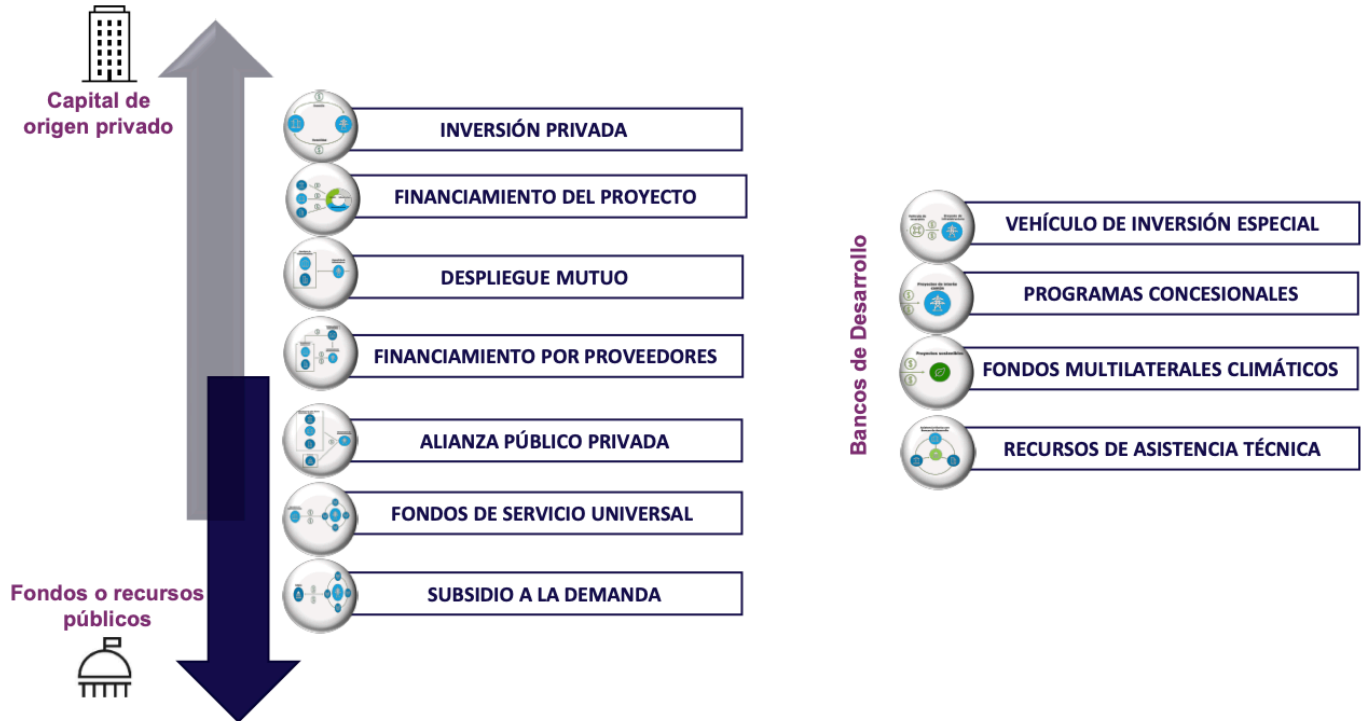 Capital de
origen privado
INVERSIÓN PRIVADA
FINANCIAMIENTO DEL PROYECTO
DESPLIEGUE MUTUO
FINANCIAMIENTO POR PROVEEDORES
ALIANZA PÚBLICO PRIVADA
FONDOS DE SERVICIO UNIVERSAL
SUBSIDIO A LA DEMANDA
Fondos o recursos
públicos
Bancos de Desarrollo
VEHÍCULO DE INVERSIÓN ESPECIAL
PROGRAMAS CONCESIONALES
FONDOS MULTILATERALES CLIMÁTICOS
RECURSOS DE ASISTENCIA TÉCNICA